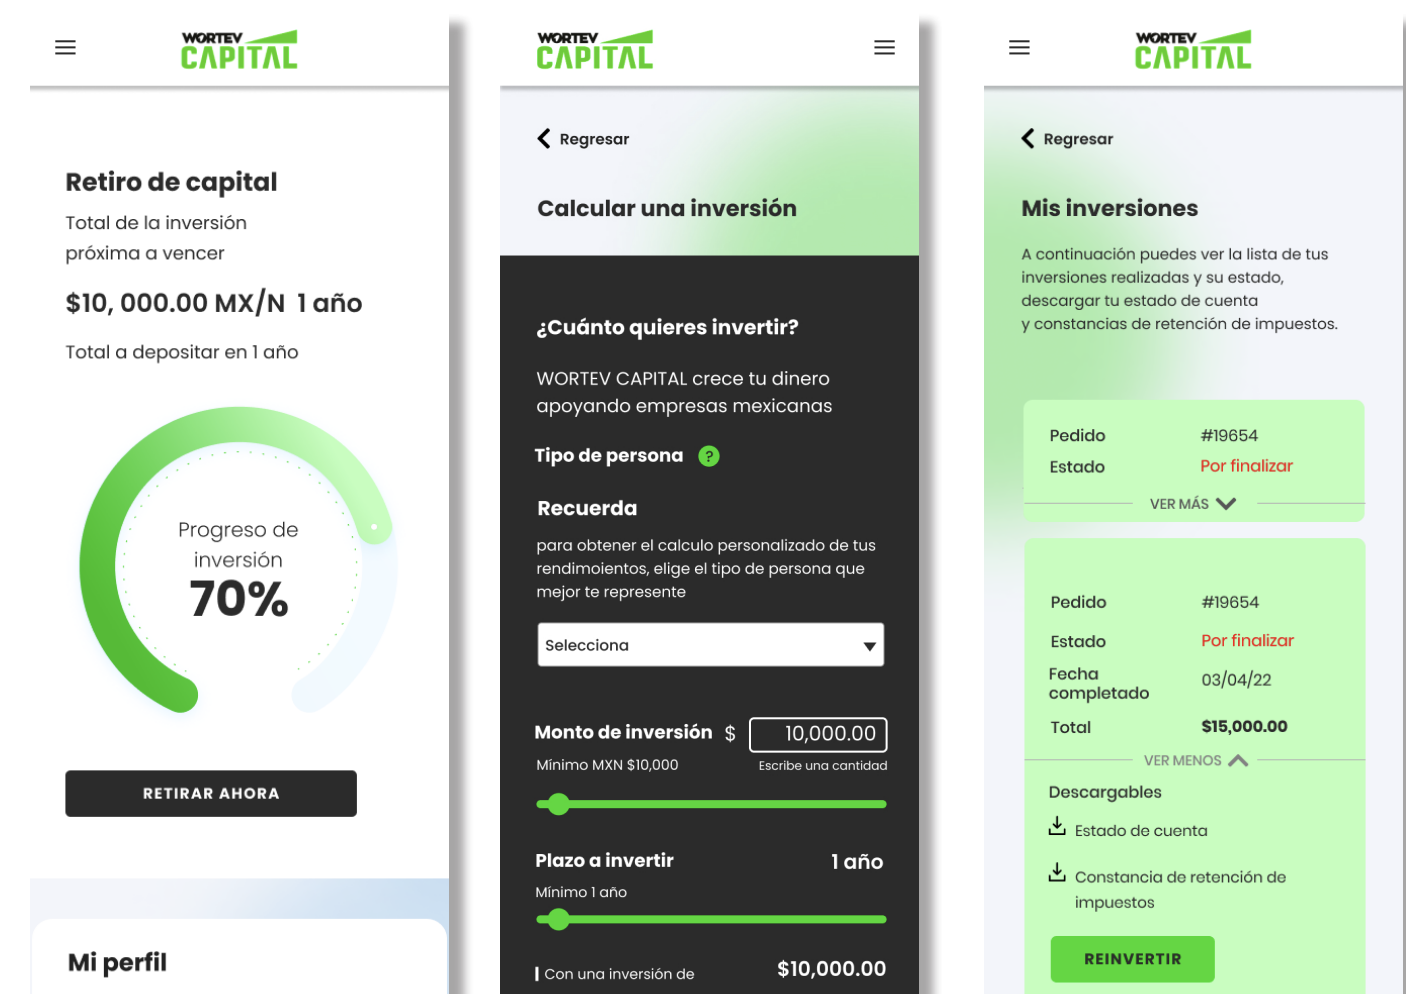 WORTEV
CAPITAL
Retiro de capital
Total de la inversión
próxima a vencer
$10, 000.00 MX/N 1 año
Total a depositar en 1 año
Progreso de
inversión
70%
RETIRAR AHORA
Mi perfil
WORTEV
CAPITAL
Regresar
Calcular una inversión
¿Cuánto quieres invertir?
WORTEV CAPITAL crece tu dinero
apoyando empresas mexicanas
Tipo de persona ?
Recuerda
para obtener el calculo personalizado de tus
rendimoientos, elige el tipo de persona que
mejor te represente
Selecciona
Monto de inversión $ 10,000.00
Mínimo MXN $10,000 Escribe una cantidad
Plazo a invertir 1 año
Mínimo 1 año
Con una inversión de $10,000.00
WORTEV
CAPITAL
Regresar
Mis inversiones
A continuación puedes ver la lista de tus
inversiones realizadas y su estado,
descargar tu estado de cuenta
y constancias de retención de impuestos.
Pedido #19654
Estado Por finalizar
VER MÁS
Pedido #19654
Estado Por finalizar
Fecha
completado 03/04/22
Total $15,000.00
VER MENOS
Descargables
Estado de cuenta
Constancia de retención de
impuestos
REINVERTIR